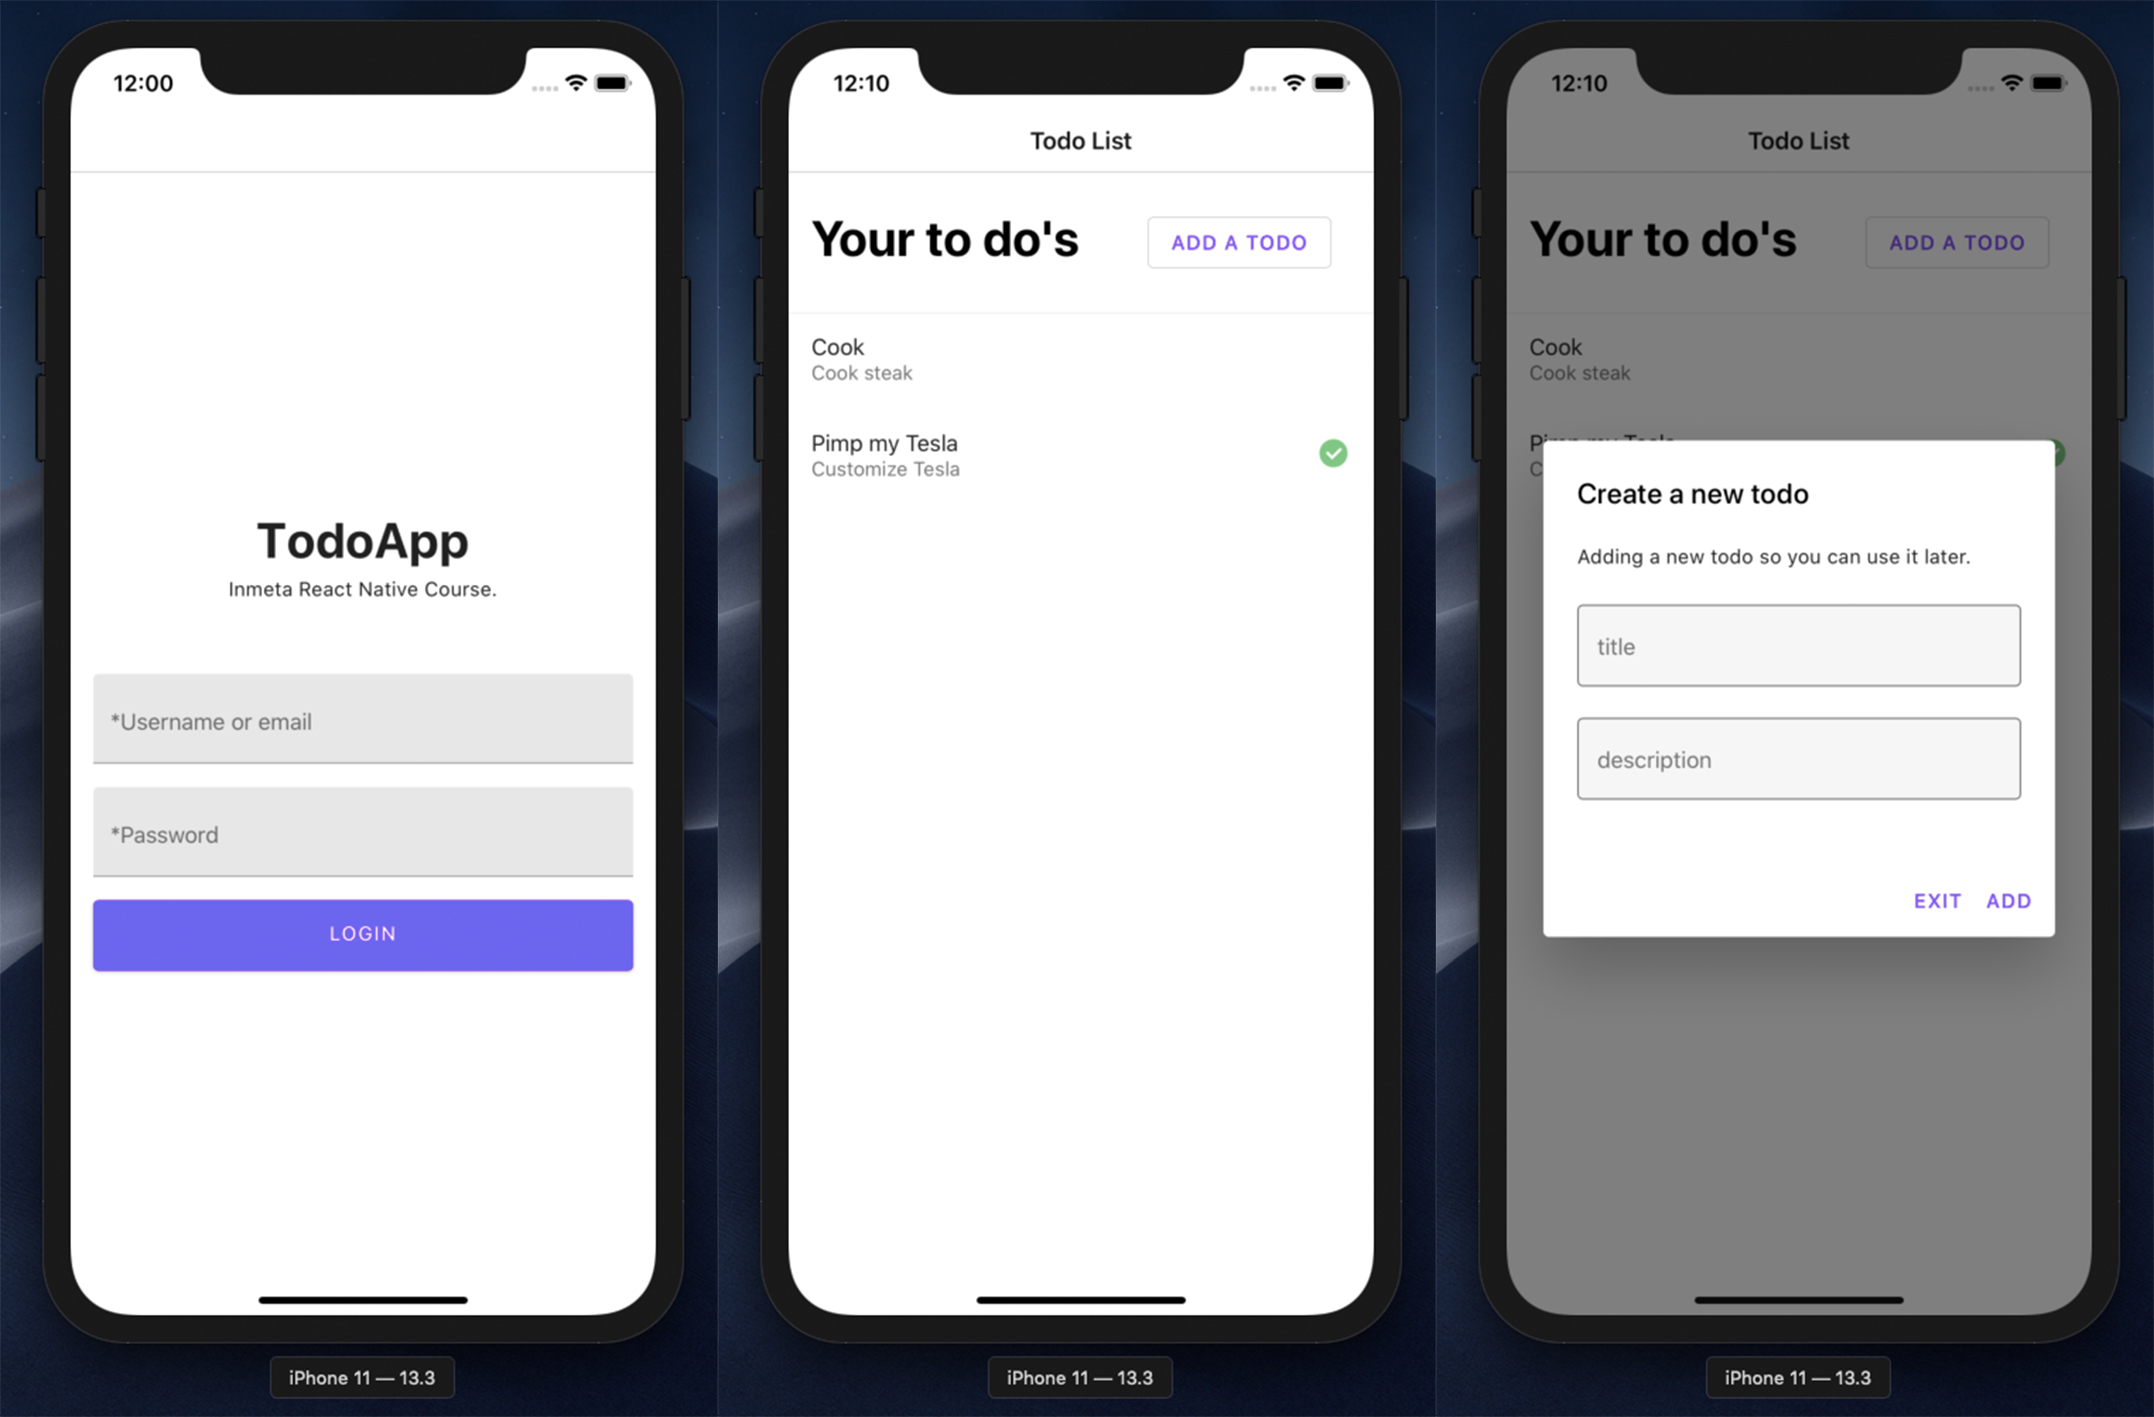 12:00
TodoApp
Inmeta React Native Course.
*Username or email
*Password
LOGIN
iPhone 11 — 13.3
12:10
Todo List
Your to do's
ADD A TODO
Cook
Cook steak
Pimp my Tesla
Customize Tesla
iPhone 11 — 13.3
12:10
Todo List
Your to do's
ADD A TODO
Cook
Cook steak
Pimp my Tesla
C
Create a new todo
Adding a new todo so you can use it later.
title
description
EXIT ADD
iPhone 11 — 13.3